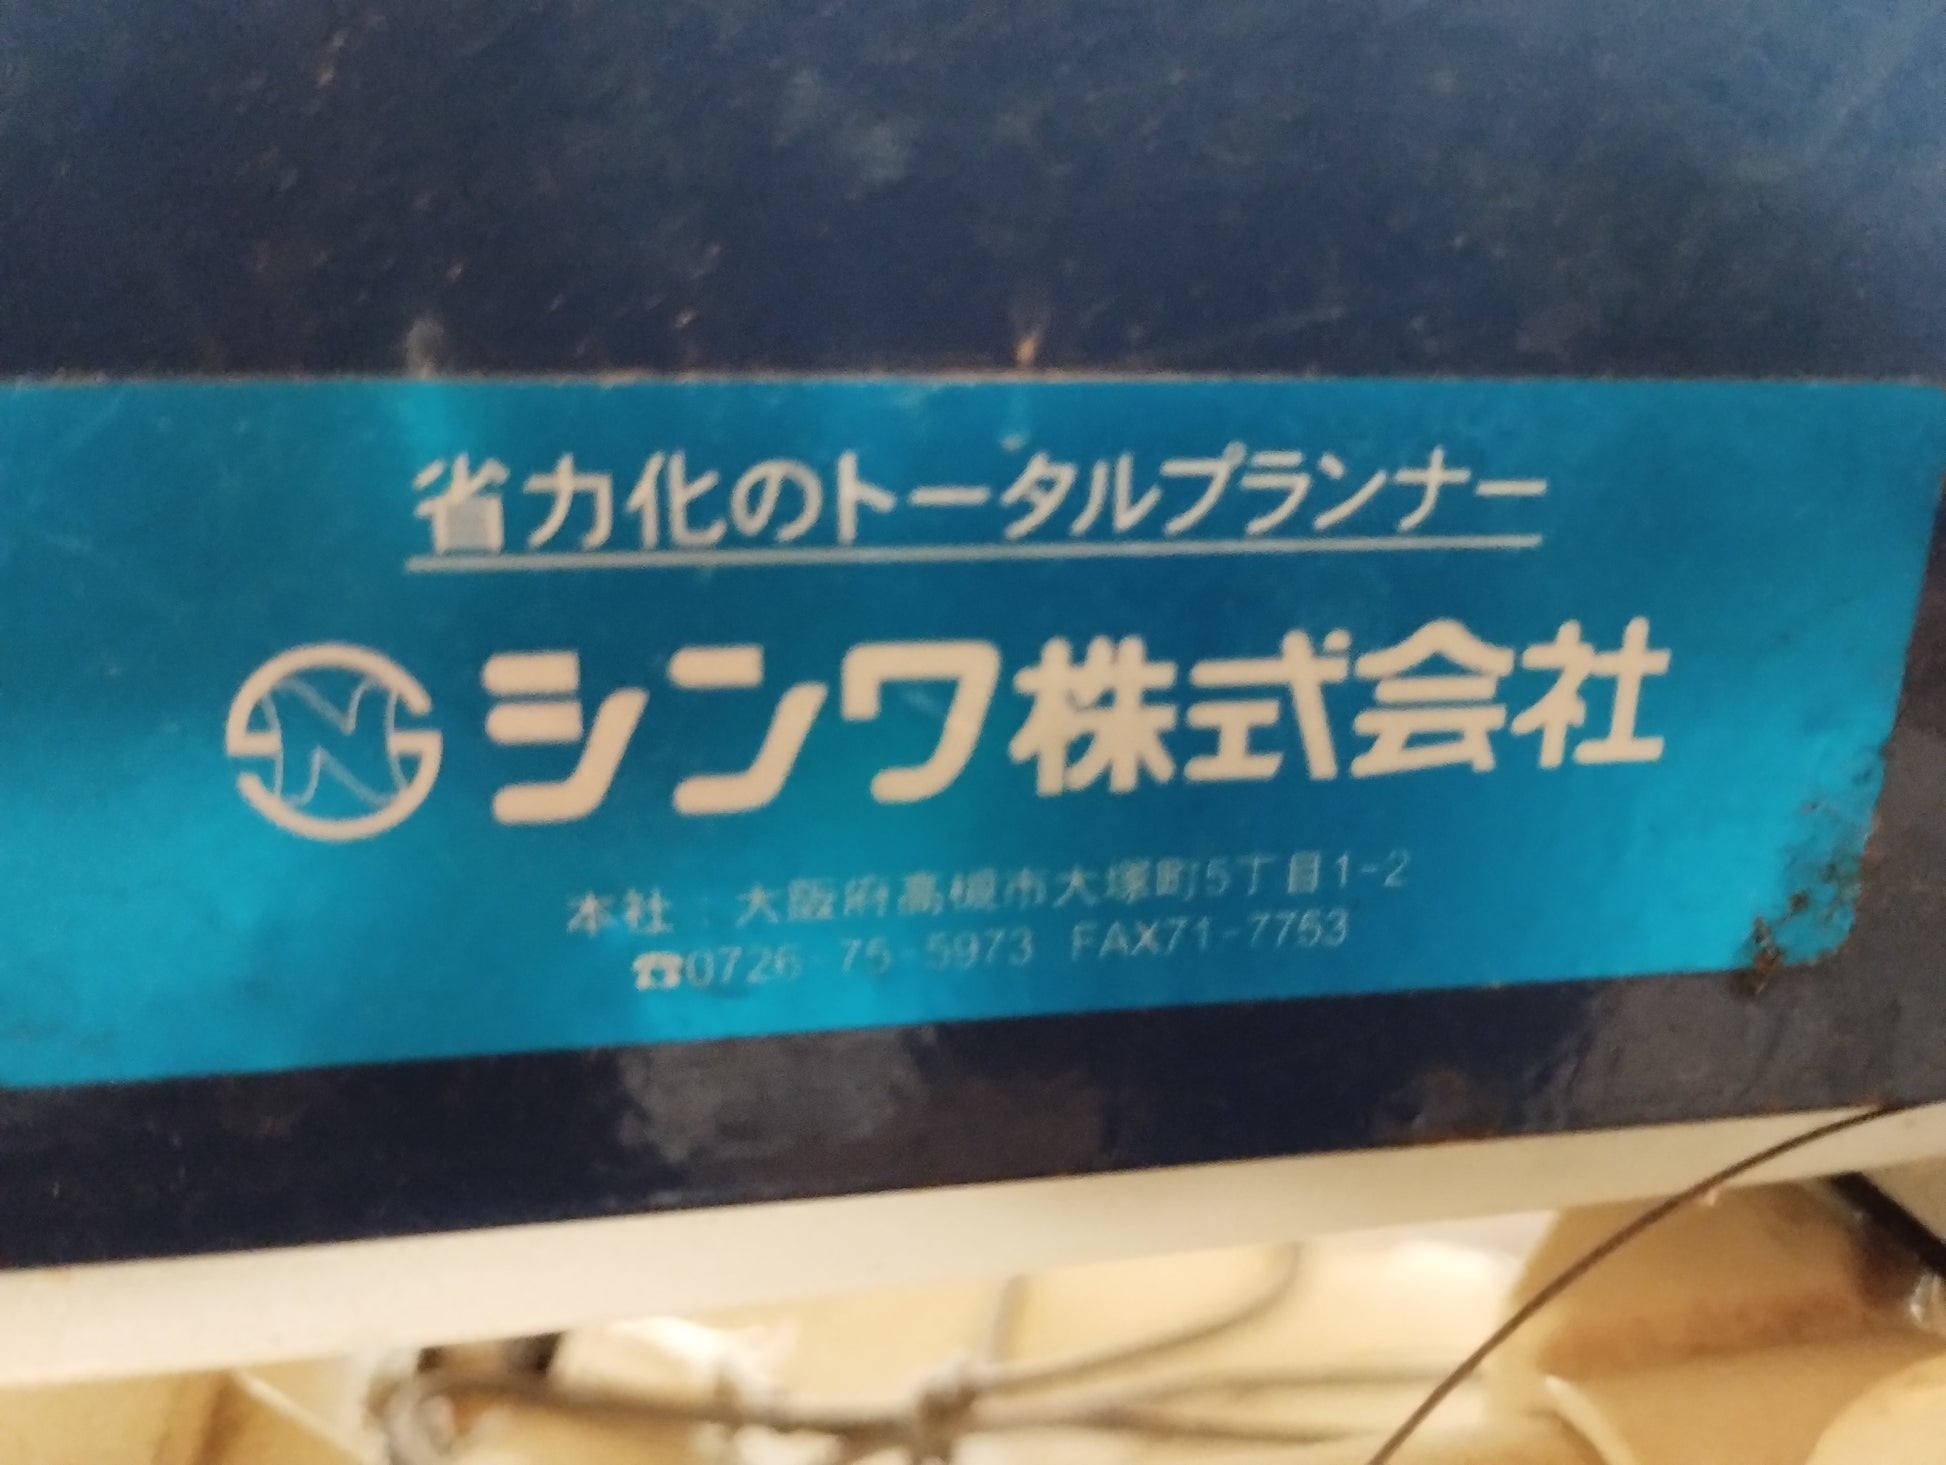 省力化のトータルプランナー
シンワ株式会社
本社：大阪府高槻市大塚町5丁目1-2
☎0726-75-5973 FAX71-7753